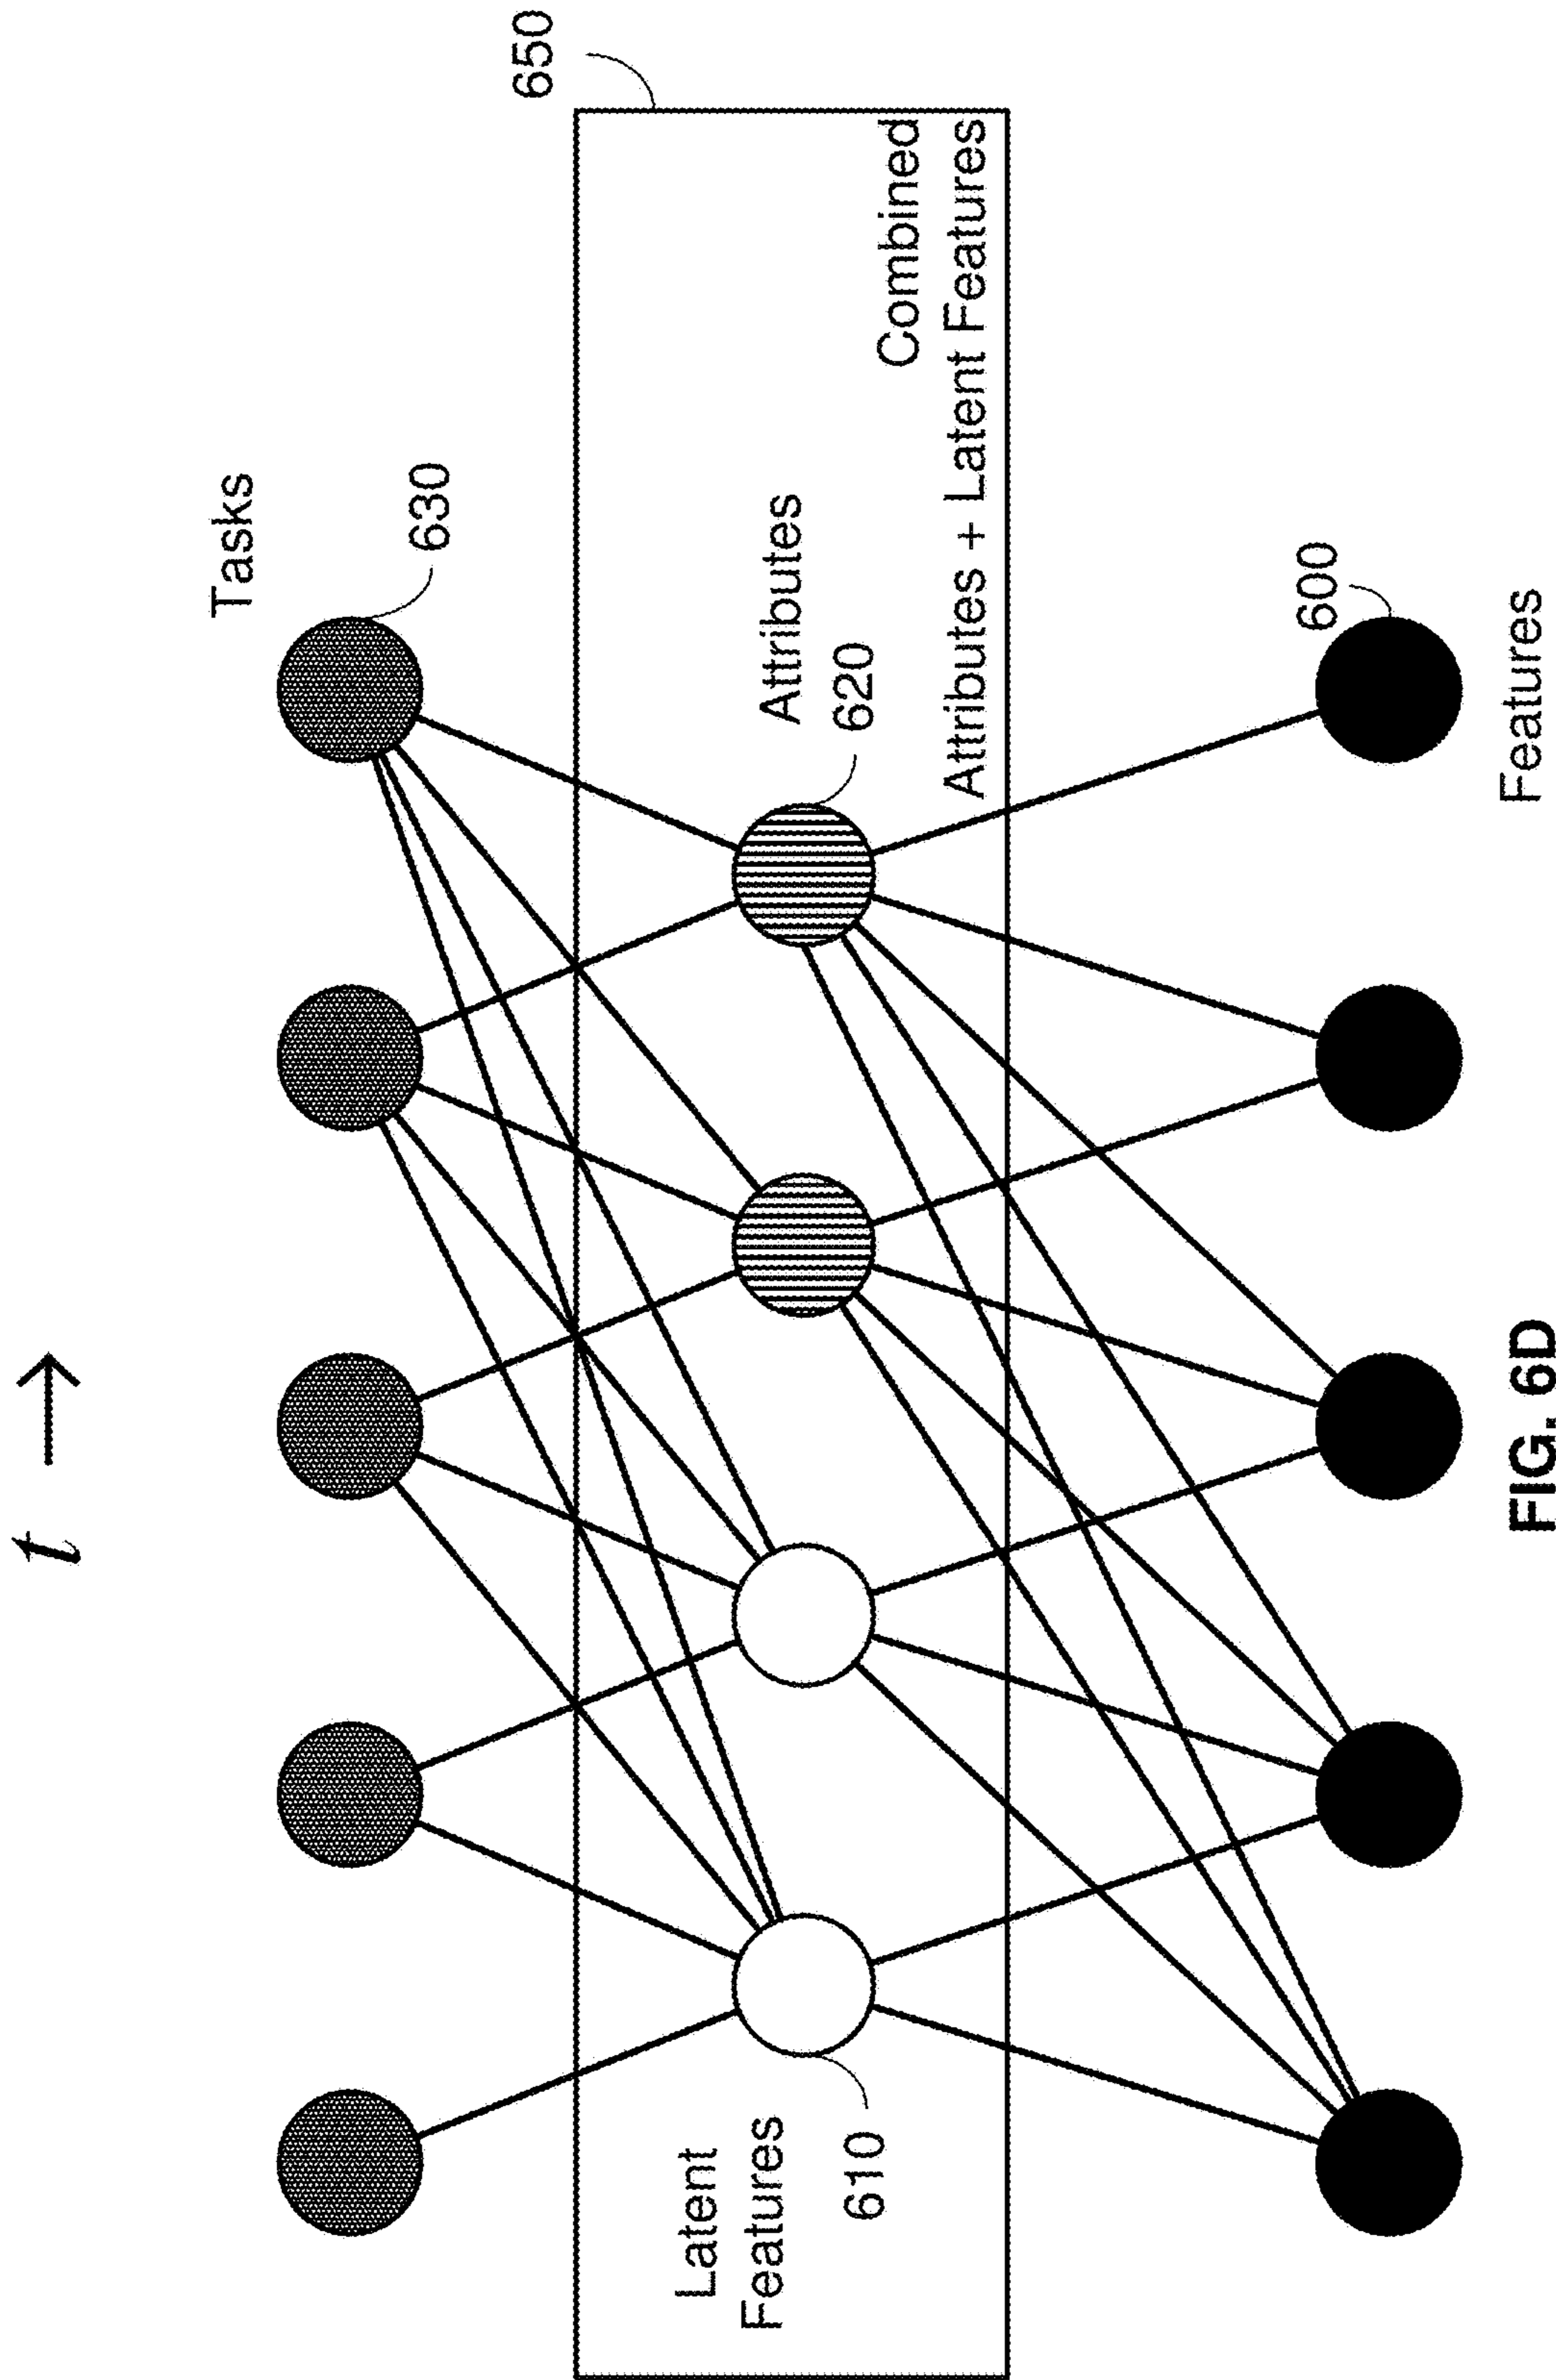 t →
Tasks
630
650
Latent
Features
610
Attributes
620
Combined
Attributes + Latent Features
600
Features
FIG. 6D